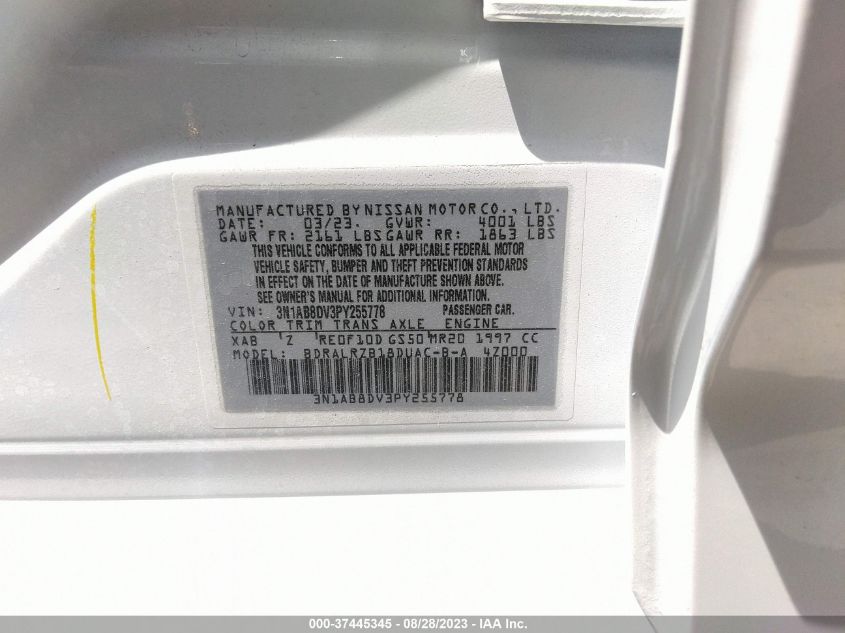 MANUFACTURED BY NISSAN MOTOR CO., LTD.
DATE: 03/23. GVWR: 4001 LBS
GAWR FR: 2161 LBS GAWR RR: 1863 LBS
THIS VEHICLE CONFORMS TO ALL APPLICABLE FEDERAL MOTOR
VEHICLE SAFETY, BUMPER AND THEFT PREVENTION STANDARDS
IN EFFECT ON THE DATE OF MANUFACTURE SHOWN ABOVE.
SEE OWNER'S MANUAL FOR ADDITIONAL INFORMATION.
VIN: 3N1AB8DV3PY255778 PASSENGER CAR.
COLOR TRIM TRANS AXLE ENGINE
XAB Z RE0F10D GS50 MR20 1997 CC
MODEL: BDRALRZB18DUAC-B-A 4Z000
3N1AB8DV3PY255778
000-37445345 | 08/28/2023 - IAA Inc.